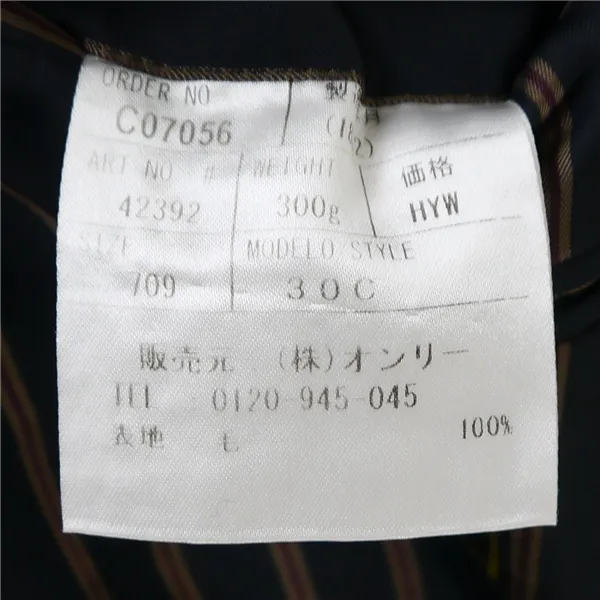 ORDER NO
C07056
製
ART NO # WEIGHT 価格
42392 300g HYW
SIZE MODELO STYLE
709 30C
販売元 (株)オンリー
TEL 0120-945-045
表地 毛 100%